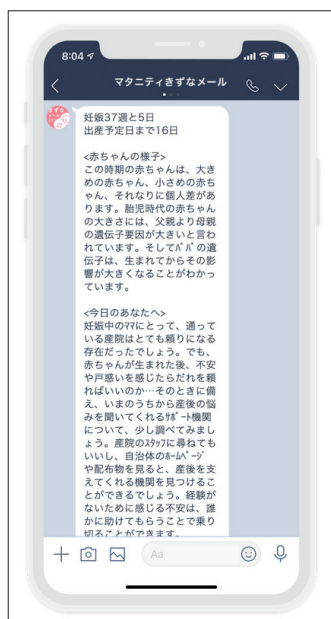 8:04
マタニティきずなメール
妊娠37週と5日
出産予定日まで16日
<赤ちゃんの様子>
この時期の赤ちゃんは、大き
めの赤ちゃん、小さめの赤ち
ゃん、それなりに個人差があ
ります。胎児時代の赤ちゃん
の大きさには、父親より母親
の遺伝子要因が大きいと言わ
れています。そしてﾊﾟﾊﾟの遺
伝子は、生まれてからその影
響が大きくなることがわかっ
ています。
<今日のあなたへ>
妊娠中のﾏﾏにとって、通って
いる産院はとても頼りになる
存在だったでしょう。でも、
赤ちゃんが生まれた後、不安
や戸惑いを感じたらだれを頼
ればいいのか…そのときに備
え、いまのうちから産後の悩
みを聞いてくれるｻﾎﾟｰﾄ機関
について、少し調べてみまし
ょう。産院のｽﾀｯﾌに尋ねても
いいし、自治体のﾎｰﾑﾍﾟｰｼﾞ
や配布物を見ると、産後を支
えてくれる機関を見つけるこ
とができるでしょう。経験が
ないために感じる不安は、誰
かに助けてもらうことで乗り
切ることができます。
Aa